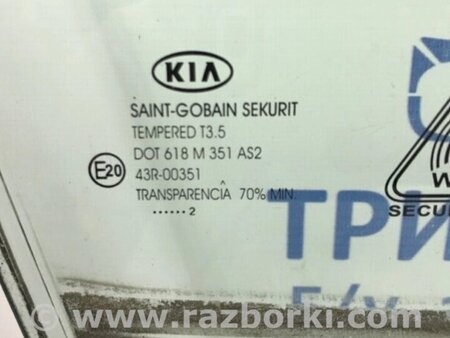 KIA
SAINT-GOBAIN SEKURIT
TEMPERED T3.5
DOT 618 M 351 AS2
E20 43R-00351
TRANSPARENCIA 70% MIN.
...... 2
W
SECU
ТРИ
Б/У
www.razborki.com